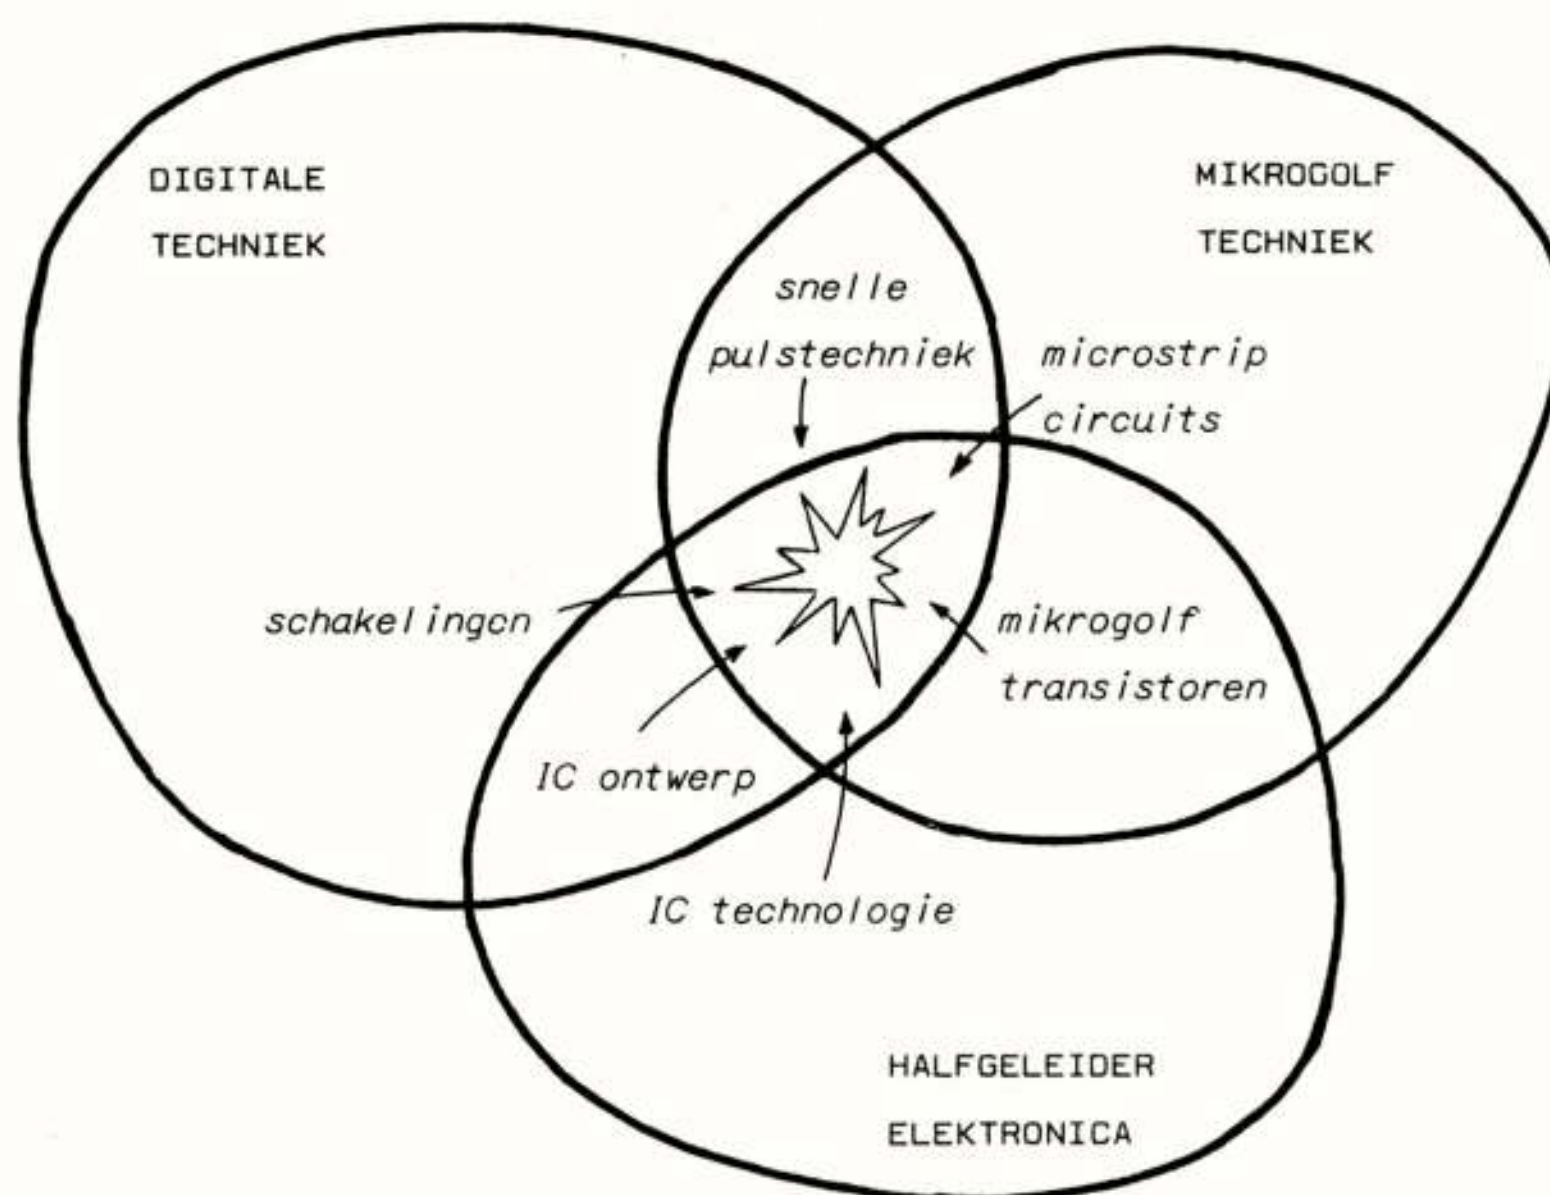 DIGITALE
TECHNIEK
MIKROGOLF
TECHNIEK
snelle
pulstechniek
microstrip
circuits
schakelingen
mikrogolf
transistoren
IC ontwerp
IC technologie
HALFGELEIDER
ELEKTRONICA